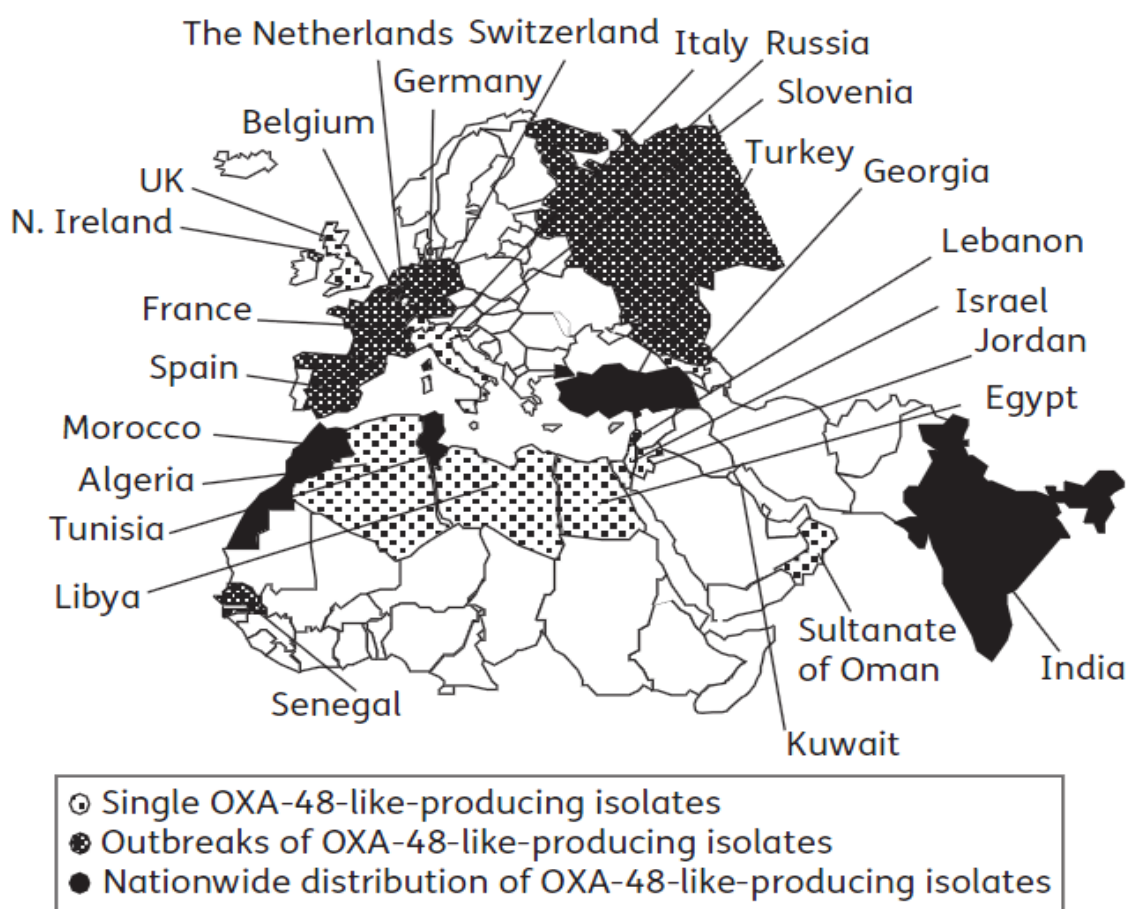 The Netherlands
Switzerland
Italy
Russia
Germany
Slovenia
Belgium
Turkey
Georgia
UK
N. Ireland
Lebanon
Israel
France
Jordan
Spain
Egypt
Morocco
Algeria
Tunisia
Libya
Sultanate
of Oman
India
Senegal
Kuwait
Single OXA-48-like-producing isolates
Outbreaks of OXA-48-like-producing isolates
Nationwide distribution of OXA-48-like-producing isolates